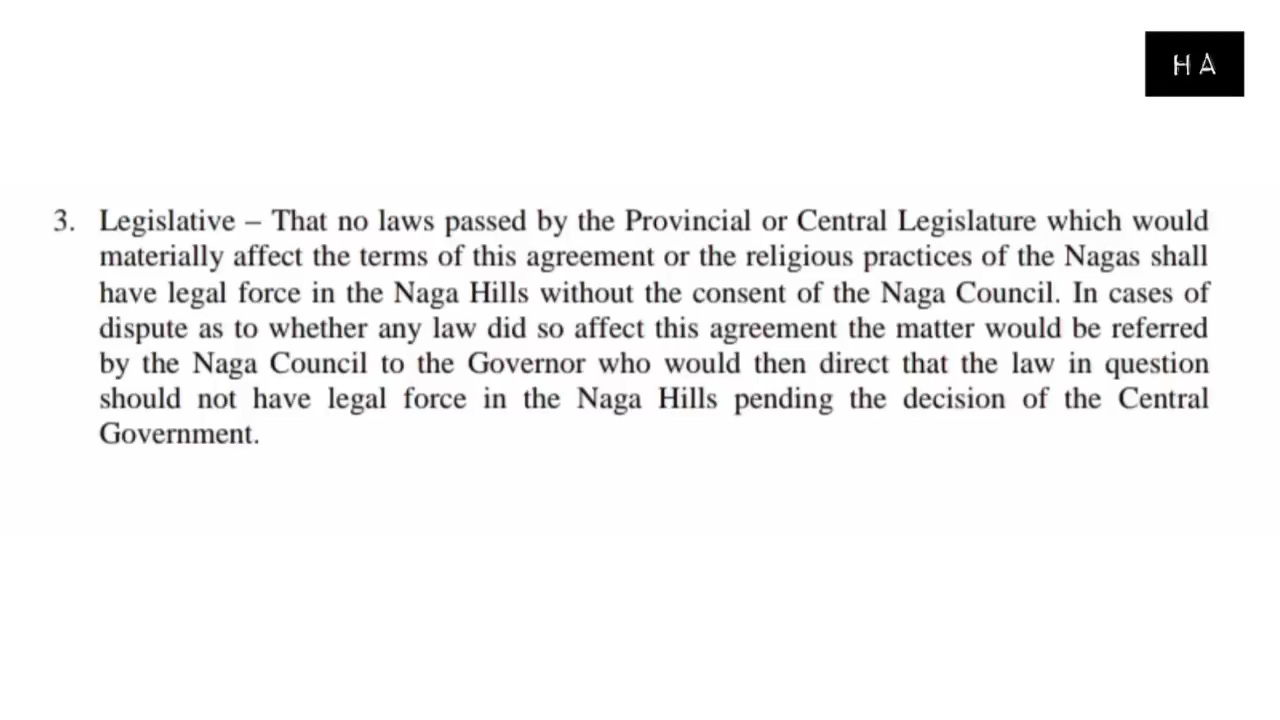 H A
3. Legislative – That no laws passed by the Provincial or Central Legislature which would
materially affect the terms of this agreement or the religious practices of the Nagas shall
have legal force in the Naga Hills without the consent of the Naga Council. In cases of
dispute as to whether any law did so affect this agreement the matter would be referred
by the Naga Council to the Governor who would then direct that the law in question
should not have legal force in the Naga Hills pending the decision of the Central
Government.